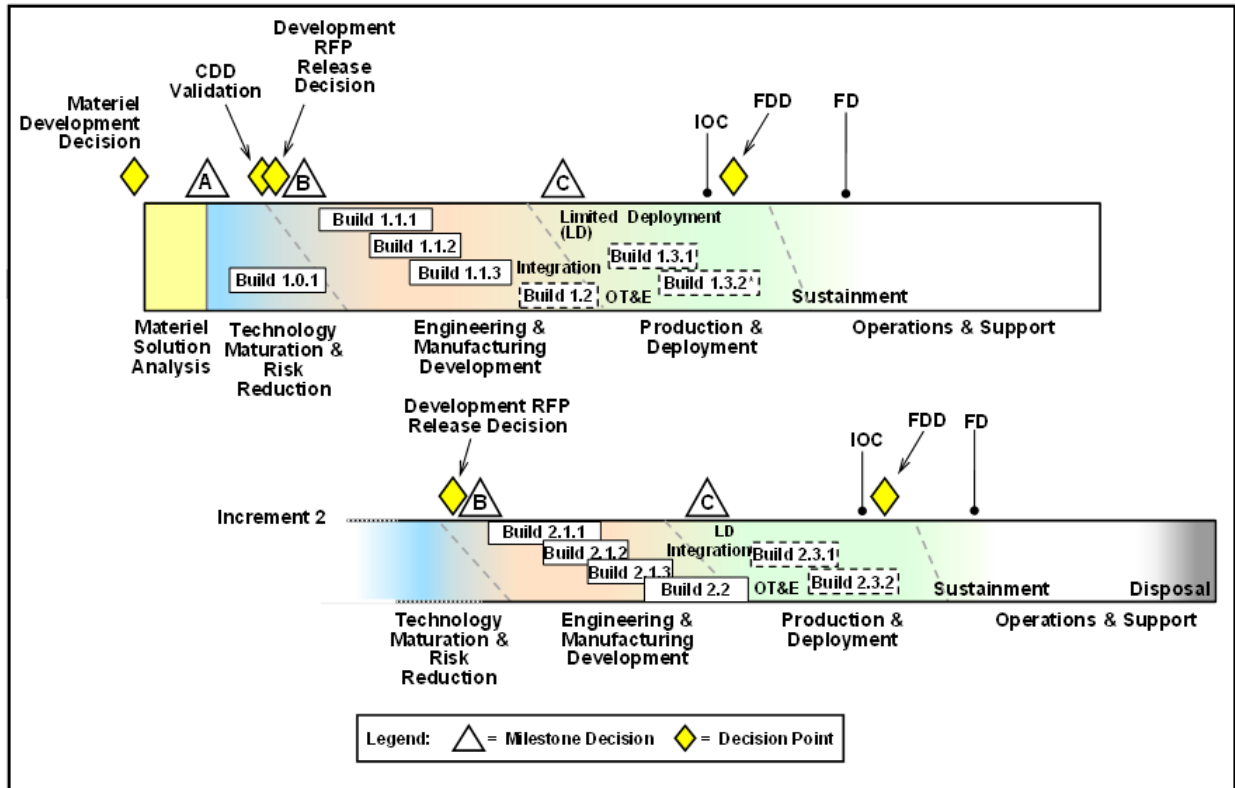 Development
RFP
Release
Decision
CDD
Validation
Materiel
Development
Decision
IOC
FDD
FD
A
B
C
Build 1.1.1
Build 1.1.2
Build 1.1.3
Build 1.0.1
Limited Deployment
(LD)
Integration
Build 1.2
OT&E
Build 1.3.1
Build 1.3.2*
Sustainment
Materiel
Solution
Analysis
Technology
Maturation &
Risk
Reduction
Engineering &
Manufacturing
Development
Production &
Deployment
Operations & Support
Development RFP
Release Decision
IOC
FDD
FD
B
C
Increment 2
Build 2.1.1
Build 2.1.2
Build 2.1.3
Build 2.2
LD
Integration
OT&E
Build 2.3.1
Build 2.3.2
Sustainment
Disposal
Technology
Maturation &
Risk
Reduction
Engineering &
Manufacturing
Development
Production &
Deployment
Operations & Support
Legend: = Milestone Decision = Decision Point